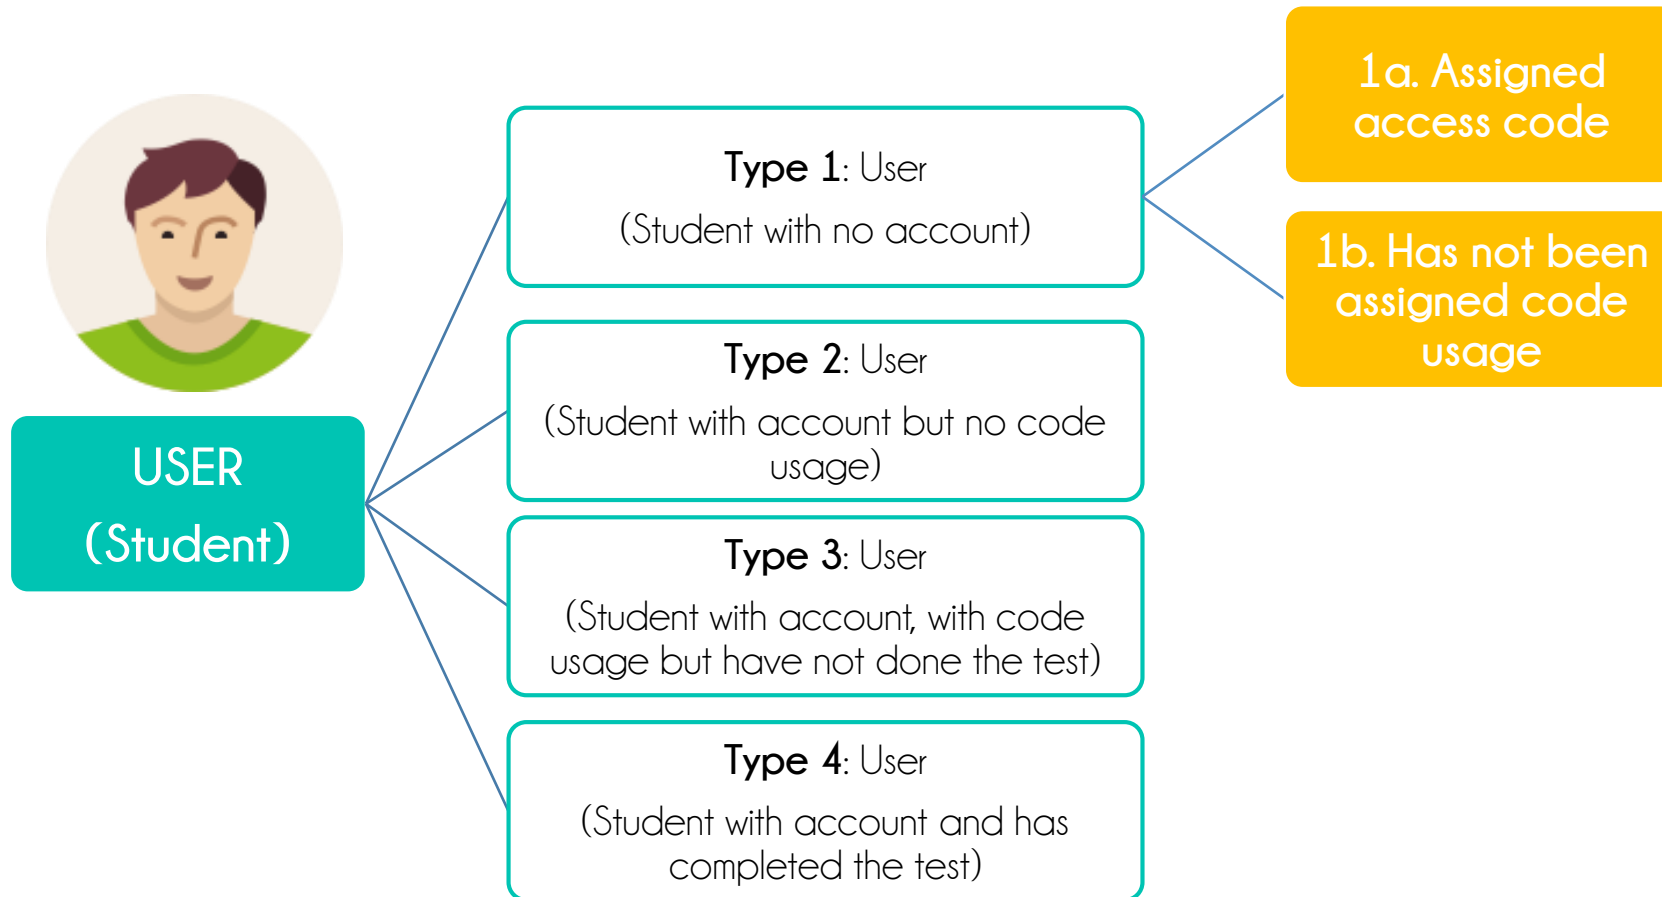 USER
(Student)
Type 1: User
(Student with no account)
1a. Assigned
access code
1b. Has not been
assigned code
usage
Type 2: User
(Student with account but no code
usage)
Type 3: User
(Student with account, with code
usage but have not done the test)
Type 4: User
(Student with account and has
completed the test)